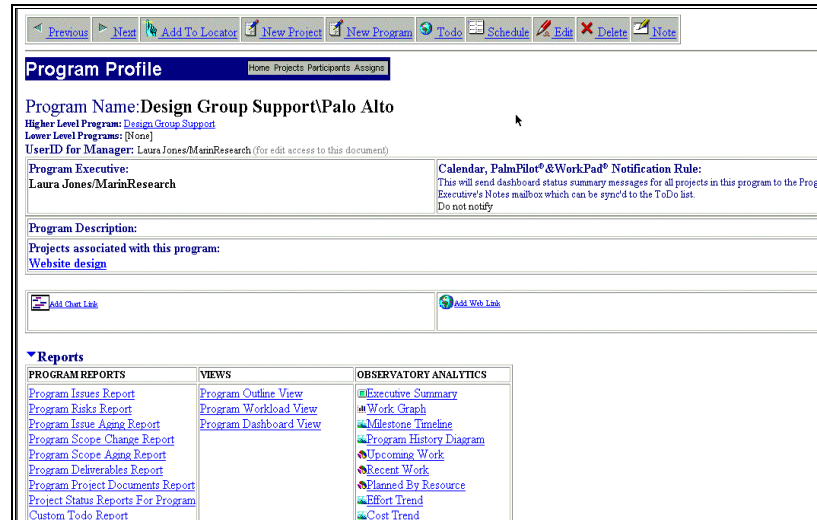 Previous Next Add To Locator New Project New Program Todo Schedule Edit Delete Note
Program Profile
Home Projects Participants Assigns
Program Name:Design Group Support\Palo Alto
Higher Level Program: Design Group Support
Lower Level Programs: [None]
UserID for Manager: Laura Jones/MarinResearch (for edit access to this document)
Program Executive:
Laura Jones/MarinResearch
Calendar, PalmPilot®&WorkPad® Notification Rule:
This will send dashboard status summary messages for all projects in this program to the Prog
Executive's Notes mailbox which can be sync'd to the ToDo list.
Do not notify
Program Description:
Projects associated with this program:
Website design
Add Chart Link
Add Web Link
Reports
PROGRAM REPORTS VIEWS OBSERVATORY ANALYTICS
Program Issues Report Program Outline View Executive Summary
Program Risks Report Program Workload View Work Graph
Program Issue Aging Report Program Dashboard View Milestone Timeline
Program Scope Change Report Program History Diagram
Program Scope Aging Report Upcoming Work
Program Deliverables Report Recent Work
Program Project Documents Report Planned By Resource
Project Status Reports For Program Effort Trend
Custom Todo Report Cost Trend